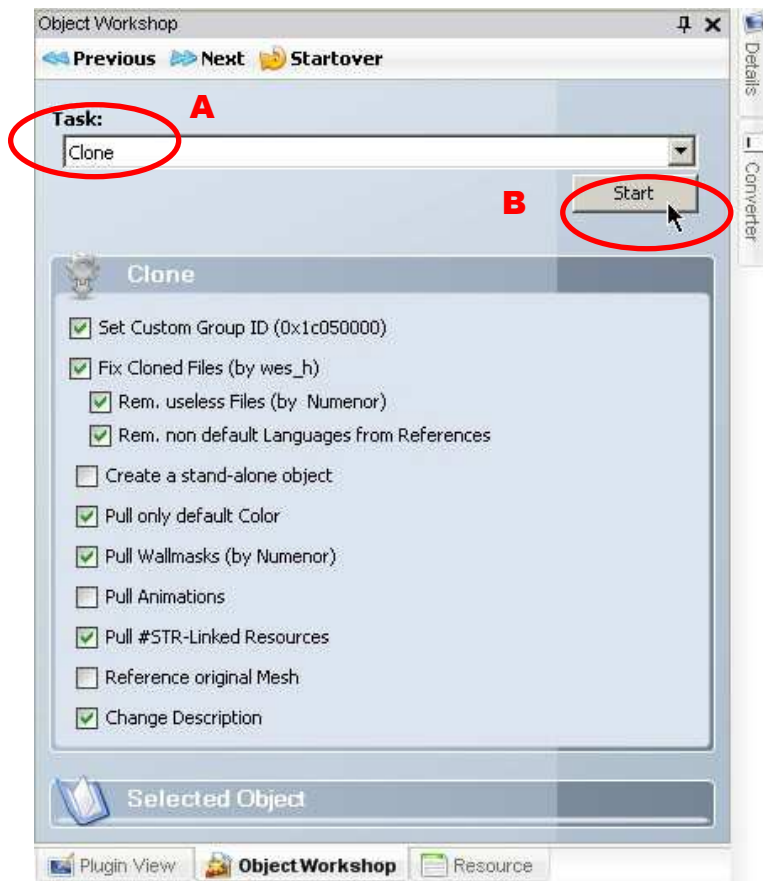 Object Workshop
Previous Next Startover
Details
Converter
A
Task:
Clone
B
Start
Clone
Set Custom Group ID (0x1c050000)
Fix Cloned Files (by wes_h)
Rem. useless Files (by Numenor)
Rem. non default Languages from References
Create a stand-alone object
Pull only default Color
Pull Wallmasks (by Numenor)
Pull Animations
Pull #STR-Linked Resources
Reference original Mesh
Change Description
Selected Object
Plugin View Object Workshop Resource